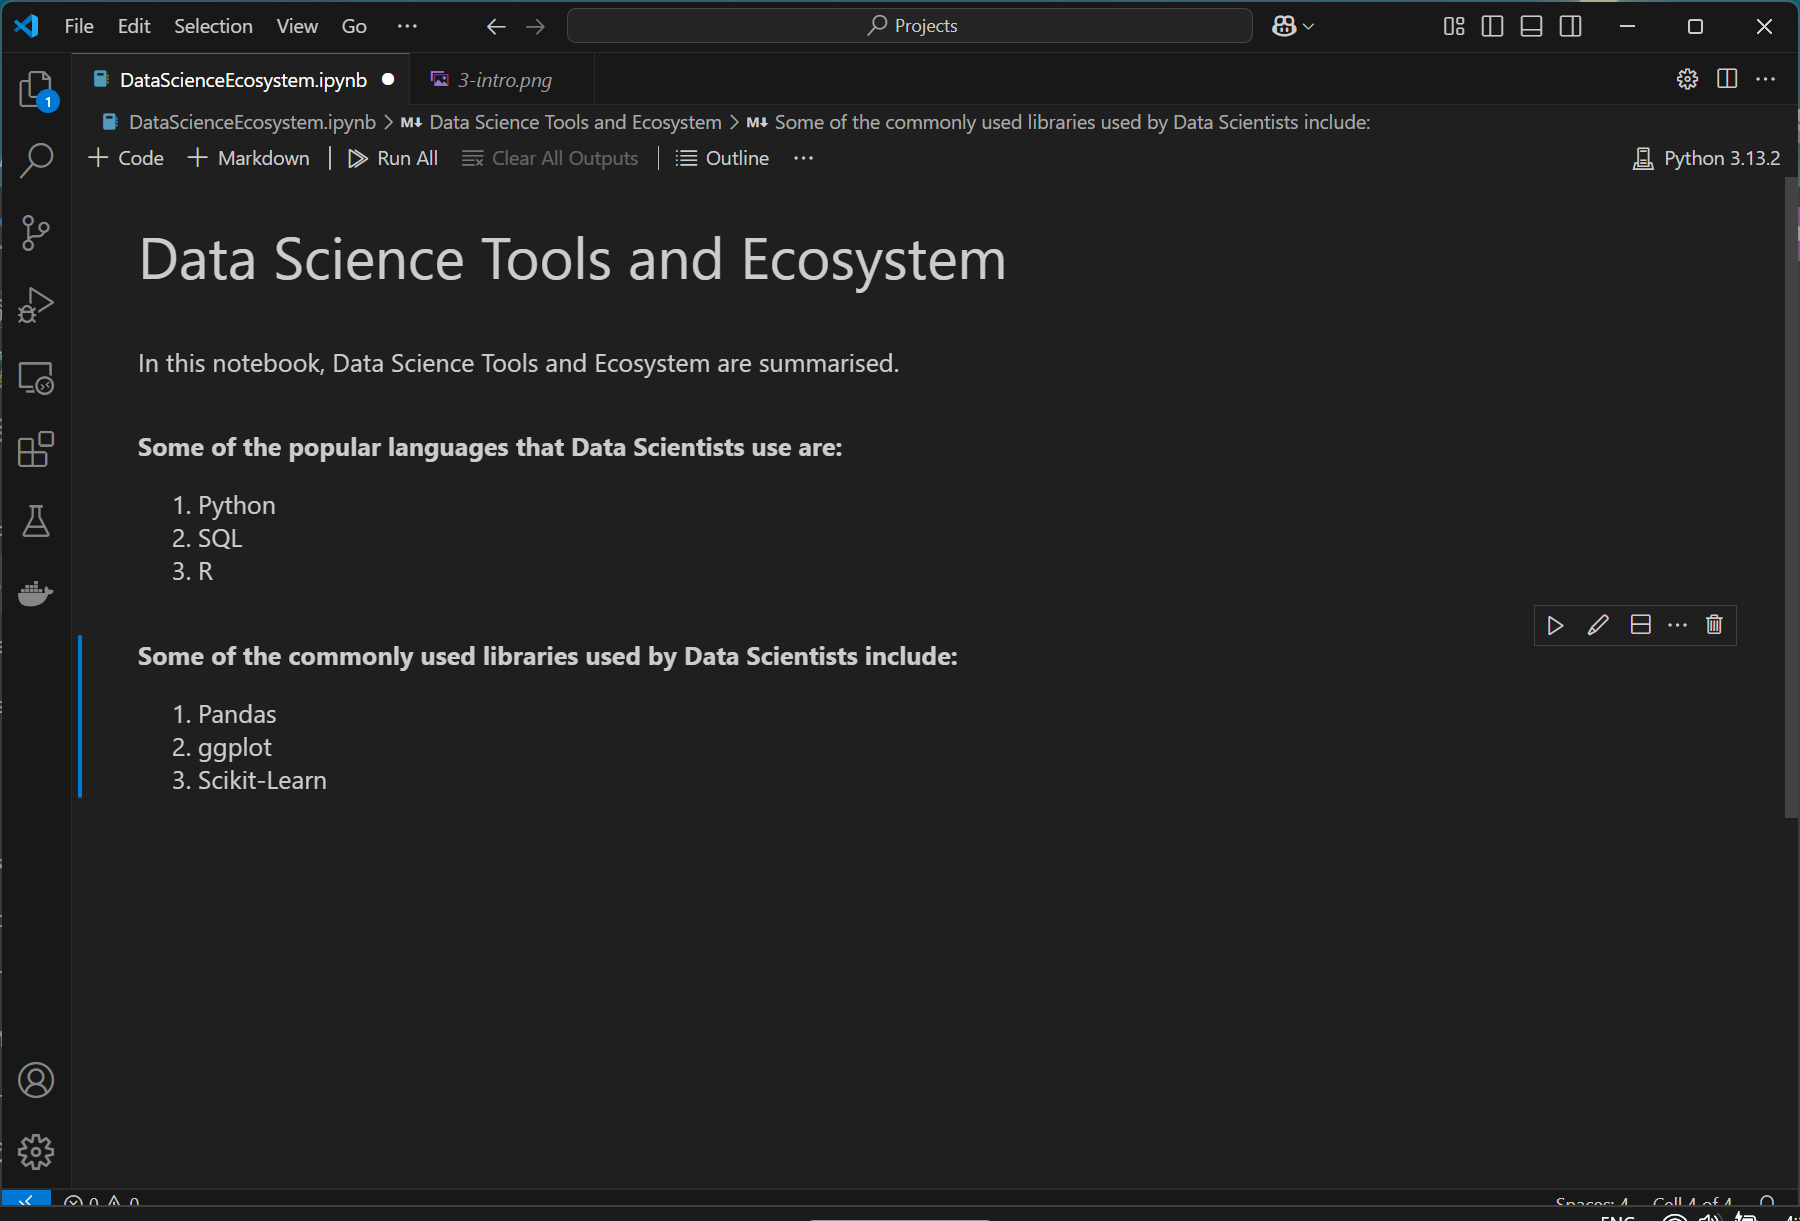 File Edit Selection View Go ··· Projects
DataScienceEcosystem.ipynb 3-intro.png
DataScienceEcosystem.ipynb > M↓ Data Science Tools and Ecosystem > M↓ Some of the commonly used libraries used by Data Scientists include:
+ Code + Markdown | Run All Clear All Outputs | Outline ··· Python 3.13.2
1
Data Science Tools and Ecosystem
In this notebook, Data Science Tools and Ecosystem are summarised.
Some of the popular languages that Data Scientists use are:
1. Python
2. SQL
3. R
Some of the commonly used libraries used by Data Scientists include:
1. Pandas
2. ggplot
3. Scikit-Learn
0 0 Spaces: 4 Cell 4 of 4
ENG